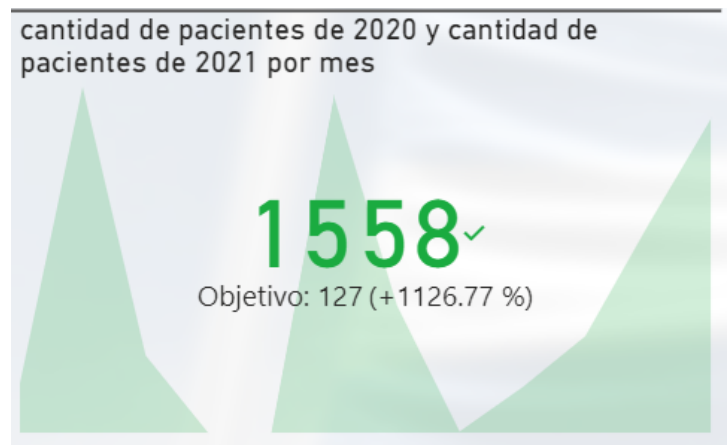 cantidad de pacientes de 2020 y cantidad de
pacientes de 2021 por mes
1558
Objetivo: 127 (+1126.77 %)